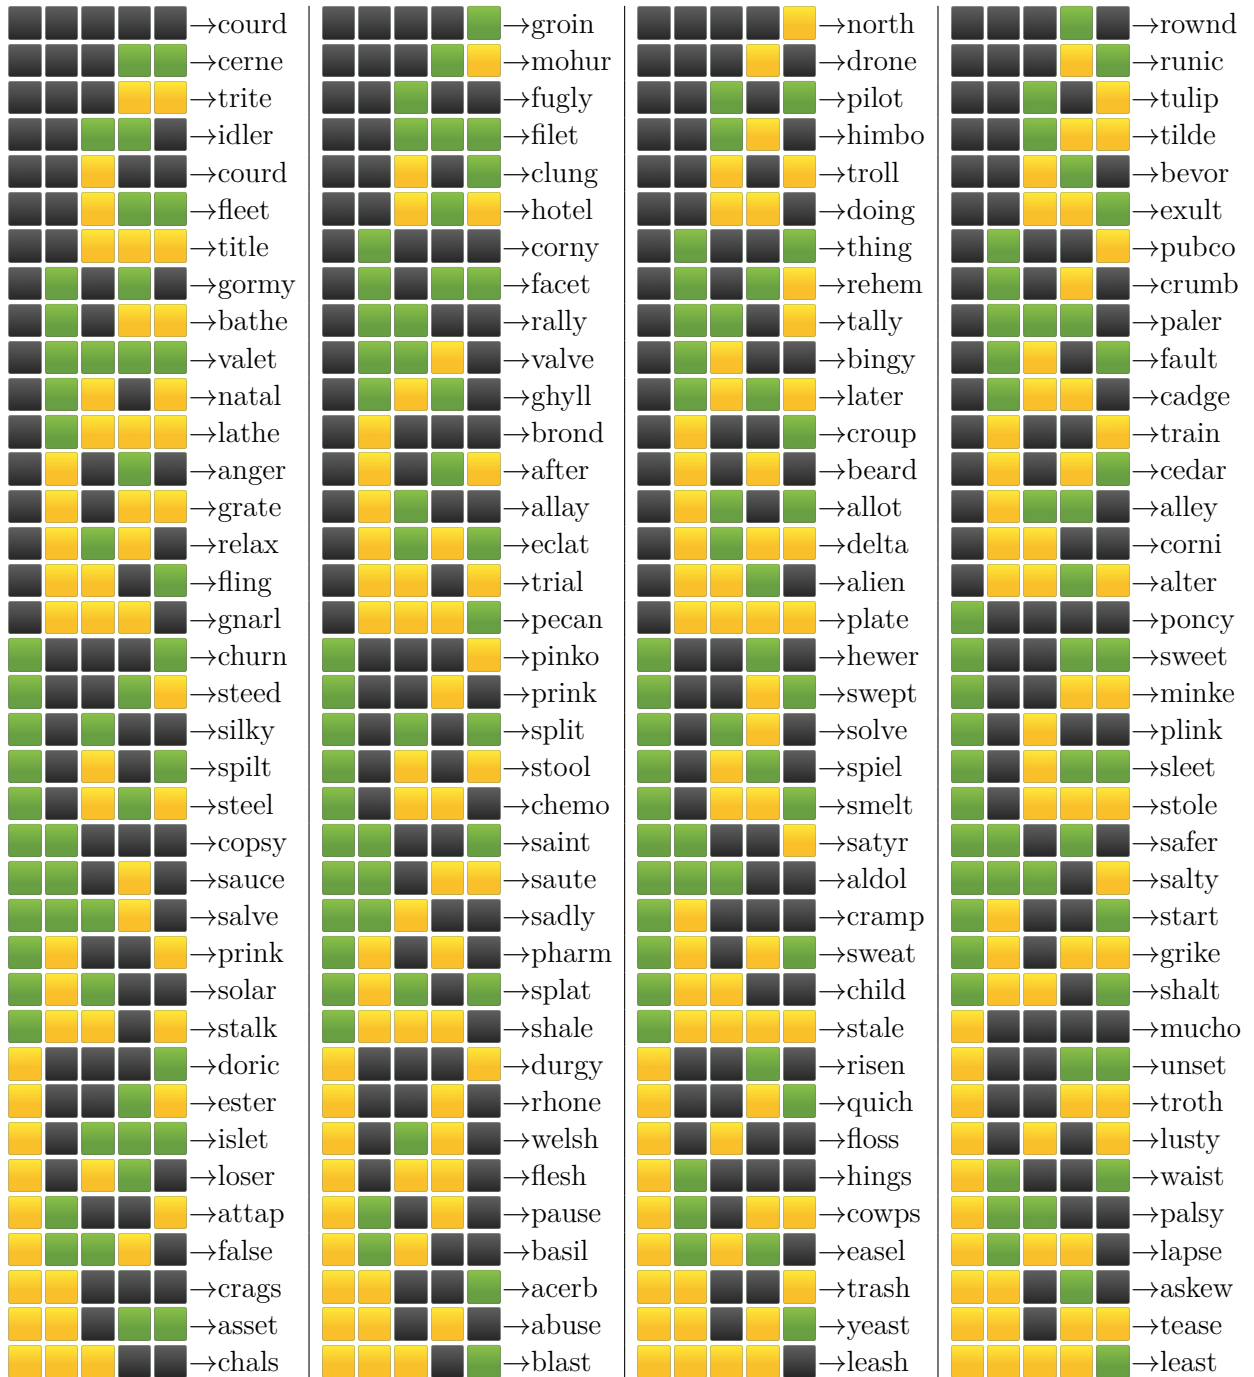 →courd →groin →north →rownd
→cerne →mohur →drone →runic
→trite →fugly →pilot →tulip
→idler →filet →himbo →tilde
→courd →clung →troll →bevor
→fleet →hotel →doing →exult
→title →corny →thing →pubco
→gormy →facet →rehem →crumb
→bathe →rally →tally →paler
→valet →valve →bingy →fault
→natal →ghyll →later →cadge
→lathe →brond →croup →train
→anger →after →beard →cedar
→grate →allay →allot →alley
→relax →eclat →delta →corni
→fling →trial →alien →alter
→gnarl →pecan →plate →poncy
→churn →pinko →hewer →sweet
→steed →prink →swept →minke
→silky →split →solve →plink
→spilt →stool →spiel →sleet
→steel →chemo →smelt →stole
→copsy →saint →satyr →safer
→sauce →saute →aldol →salty
→salve →sadly →cramp →start
→prink →pharm →sweat →grike
→solar →splat →child →shalt
→stalk →shale →stale →mucho
→doric →durgy →risen →unset
→ester →rhone →quich →troth
→islet →welsh →floss →lusty
→loser →flesh →hings →waist
→attap →pause →cowps →palsy
→false →basil →easel →lapse
→crags →acerb →trash →askew
→asset →abuse →yeast →tease
→chals →blast →leash →least